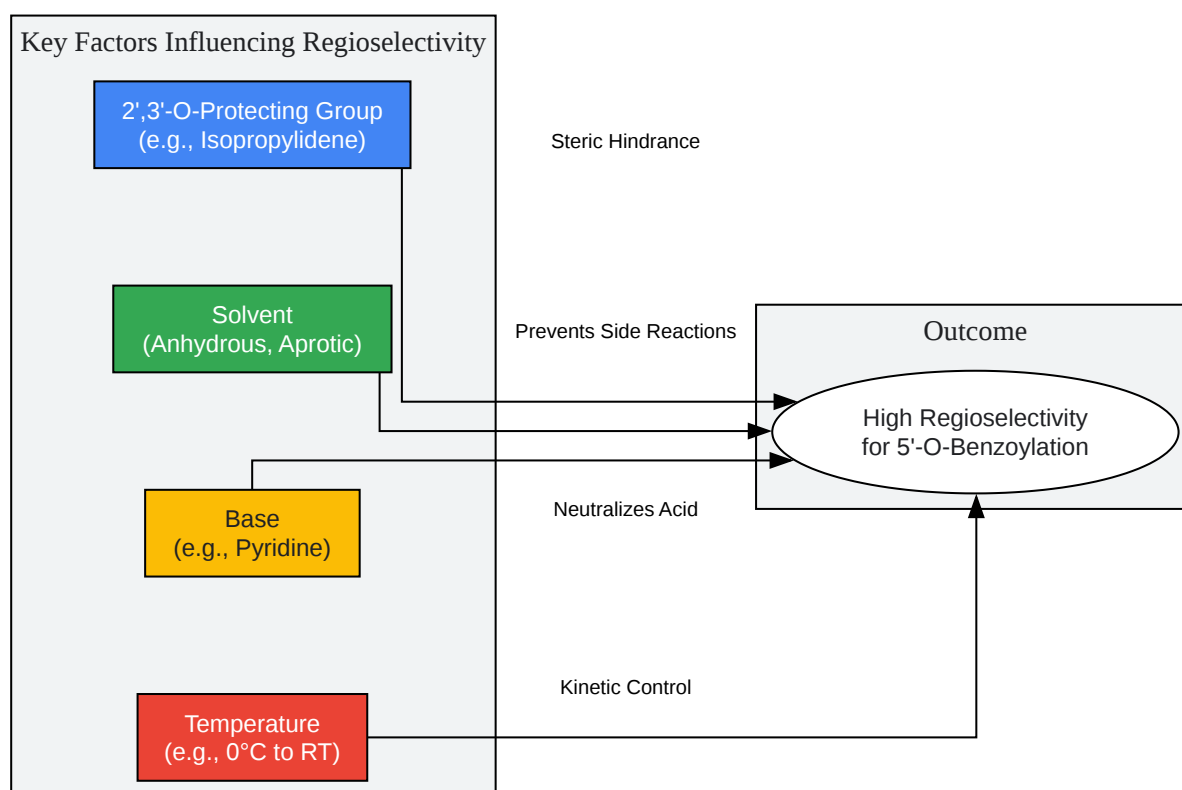 Key Factors Influencing Regioselectivity
2',3'-O-Protecting Group
(e.g., Isopropylidene)
Steric Hindrance
Solvent
(Anhydrous, Aprotic)
Prevents Side Reactions
Outcome
High Regioselectivity
for 5'-O-Benzoylation
Base
(e.g., Pyridine)
Neutralizes Acid
Temperature
(e.g., 0°C to RT)
Kinetic Control